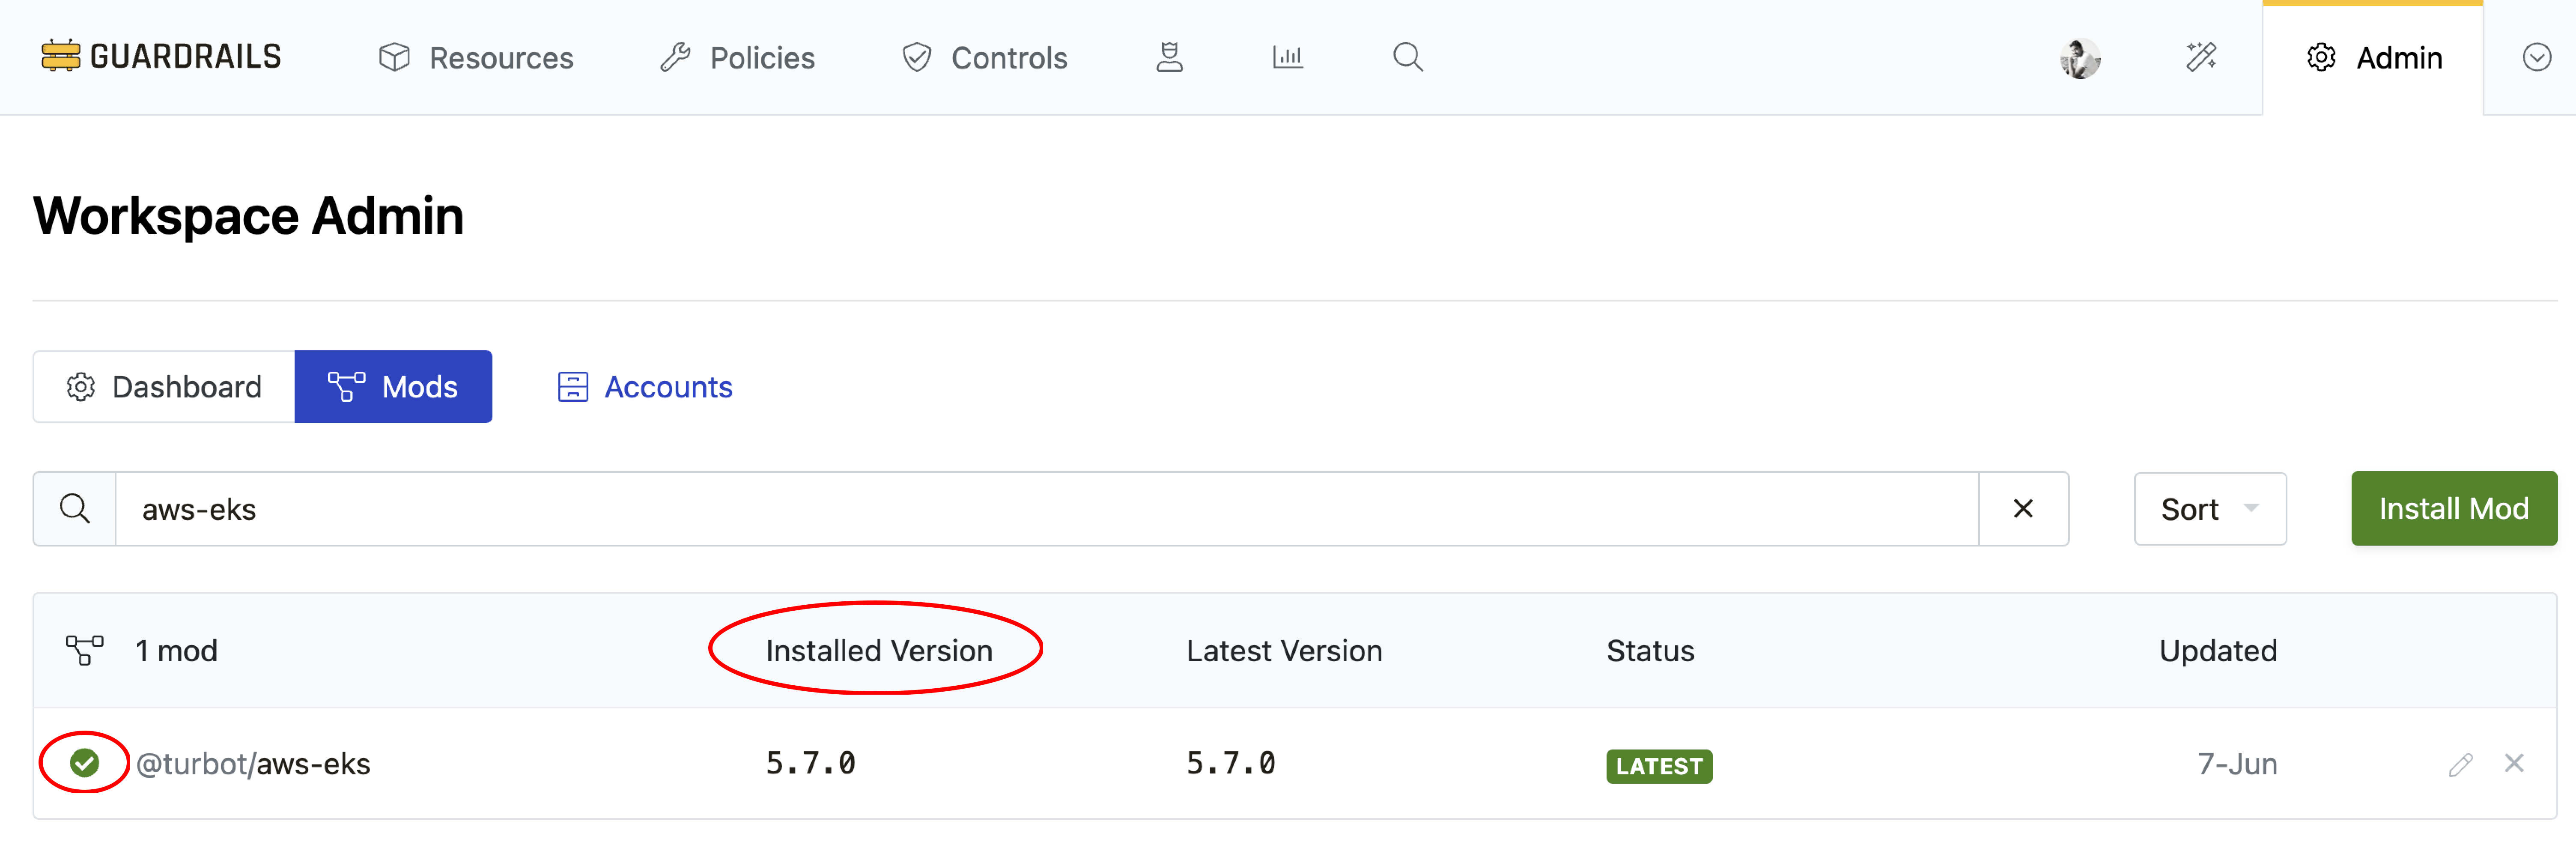 GUARDRAILS Resources Policies Controls Admin
Workspace Admin
Dashboard Mods Accounts
aws-eks Sort Install Mod
1 mod Installed Version Latest Version Status Updated
@turbot/aws-eks 5.7.0 5.7.0 LATEST 7-Jun